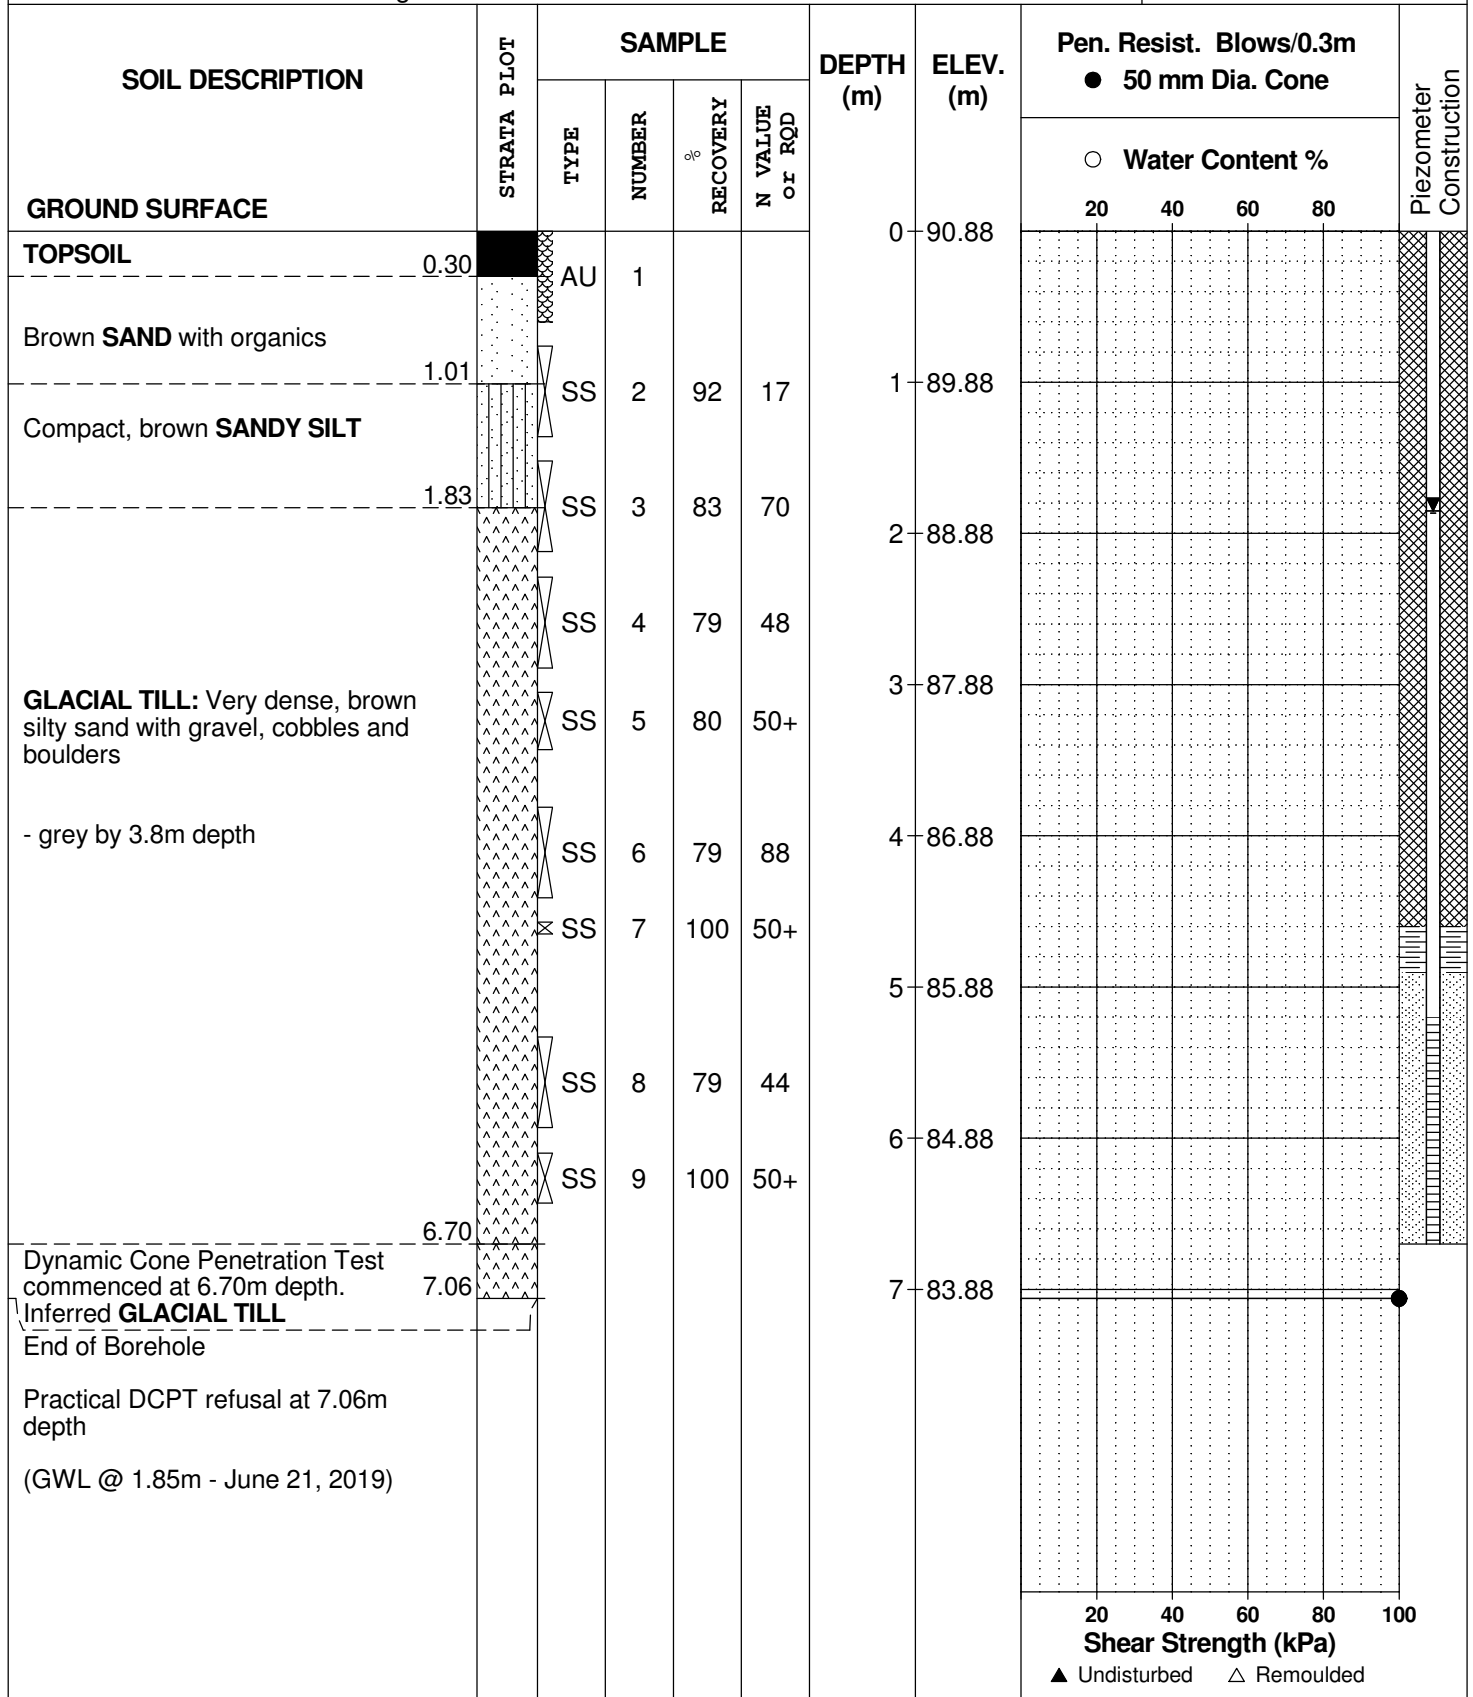 SOIL DESCRIPTION
GROUND SURFACE
STRATA PLOT
SAMPLE
TYPE
NUMBER
%
RECOVERY
N VALUE
or RQD
DEPTH
(m)
ELEV.
(m)
Pen. Resist. Blows/0.3m
● 50 mm Dia. Cone
○ Water Content %
20 40 60 80
Piezometer
Construction
0 90.88
TOPSOIL
0.30
AU 1
Brown SAND with organics
1.01
SS 2 92 17
1 89.88
Compact, brown SANDY SILT
1.83
SS 3 83 70
2 88.88
SS 4 79 48
3 87.88
GLACIAL TILL: Very dense, brown
silty sand with gravel, cobbles and
boulders
SS 5 80 50+
- grey by 3.8m depth
4 86.88
SS 6 79 88
SS 7 100 50+
5 85.88
SS 8 79 44
6 84.88
SS 9 100 50+
6.70
Dynamic Cone Penetration Test
commenced at 6.70m depth.
7.06
7 83.88
Inferred GLACIAL TILL
End of Borehole
Practical DCPT refusal at 7.06m
depth
(GWL @ 1.85m - June 21, 2019)
20 40 60 80 100
Shear Strength (kPa)
▲ Undisturbed △ Remoulded